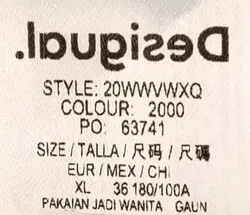 Desigual.
STYLE: 20WWVWXQ
COLOUR: 2000
PO: 63741
SIZE / TALLA / 尺码 / 尺碼
EUR / MEX / CHI
XL 36 180/100A
PAKAIAN JADI WANITA GAUN